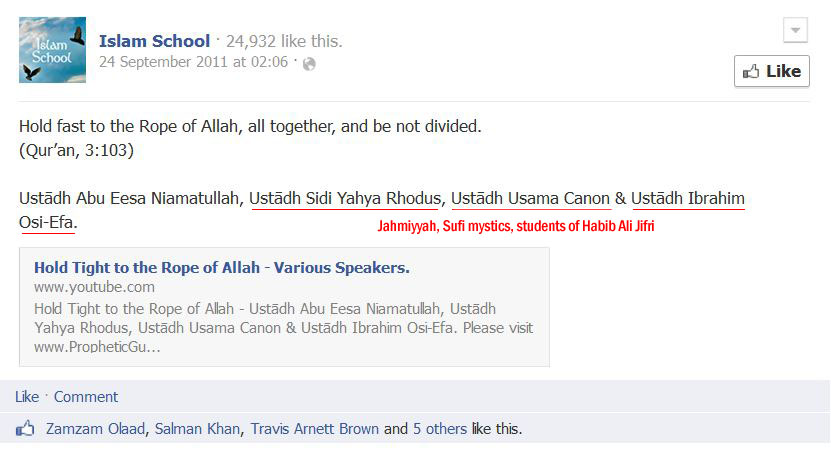 Islam School
Islam School · 24,932 like this.
24 September 2011 at 02:06 ·
Like
Hold fast to the Rope of Allah, all together, and be not divided.
(Qur’an, 3:103)
Ustādh Abu Eesa Niamatullah, Ustādh Sidi Yahya Rhodus, Ustādh Usama Canon & Ustādh Ibrahim
Osi-Efa.
Jahmiyyah, Sufi mystics, students of Habib Ali Jifri
Hold Tight to the Rope of Allah - Various Speakers.
www.youtube.com
Hold Tight to the Rope of Allah - Ustādh Abu Eesa Niamatullah, Ustādh
Yahya Rhodus, Ustādh Usama Canon & Ustādh Ibrahim Osi-Efa. Please visit
www.PropheticGu...
Like · Comment
Zamzam Olaad, Salman Khan, Travis Arnett Brown and 5 others like this.